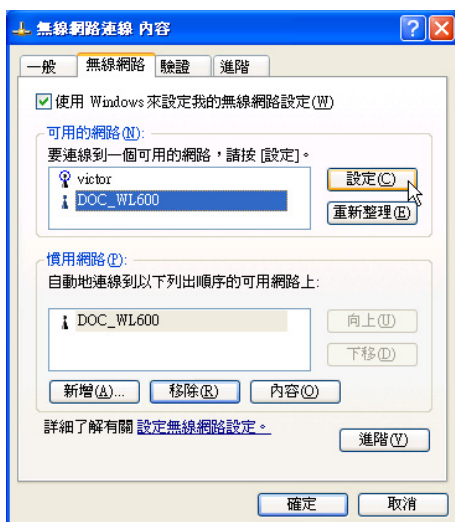 無線網路連線 內容
一般 無線網路 驗證 進階
使用 Windows 來設定我的無線網路設定(W)
可用的網路(N):
要連線到一個可用的網路，請按 [設定]。
victor
DOC_WL600
設定(C)
重新整理(E)
慣用網路(P):
自動地連線到以下列出順序的可用網路上:
DOC_WL600
向上(U)
下移(D)
新增(A)... 移除(R) 內容(O)
詳細了解有關 設定無線網路設定。
進階(V)
確定 取消